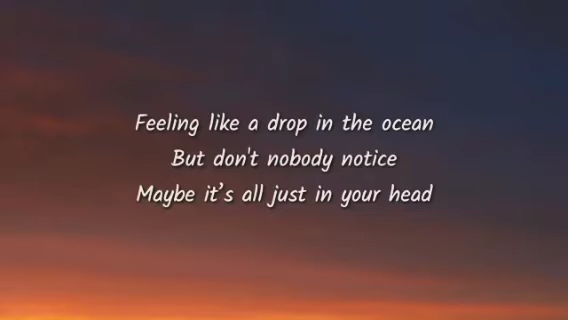 Feeling like a drop in the ocean
But don't nobody notice
Maybe it’s all just in your head